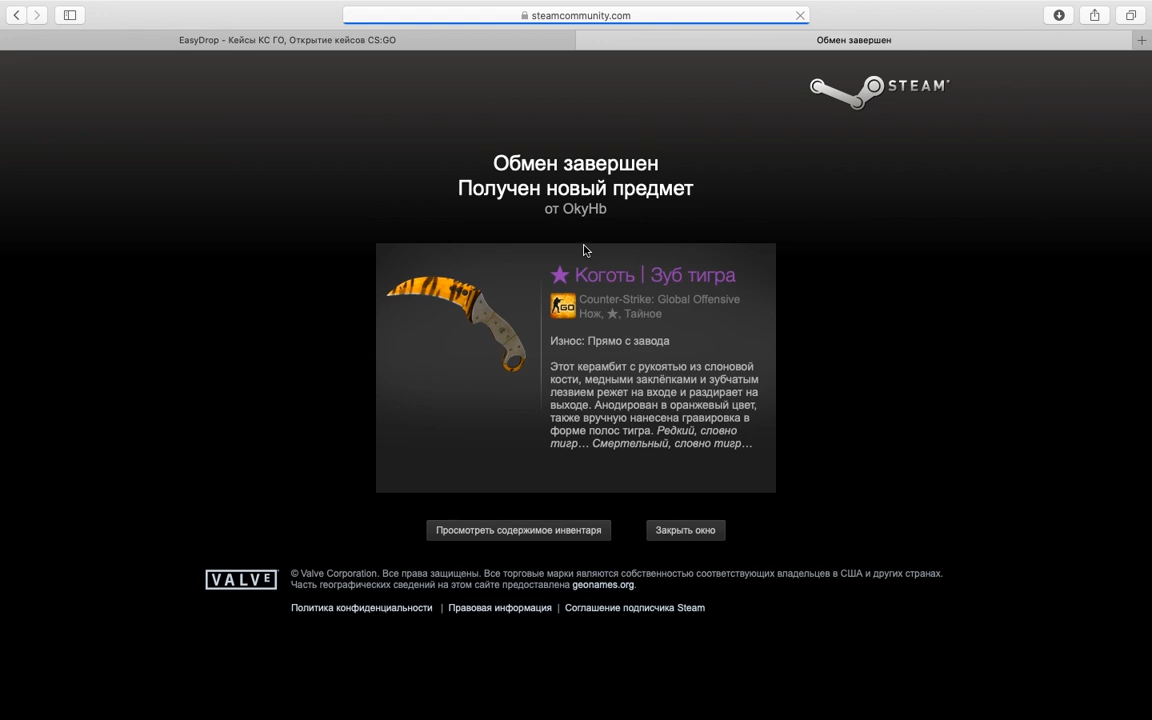 steamcommunity.com
EasyDrop - Кейсы КС ГО, Открытие кейсов CS:GO
Обмен завершен
STEAM
Обмен завершен
Получен новый предмет
от OkyHb
★ Коготь | Зуб тигра
GO
Counter-Strike: Global Offensive
Нож, ★, Тайное
Износ: Прямо с завода
Этот керамбит с рукоятью из слоновой
кости, медными заклёпками и зубчатым
лезвием режет на входе и раздирает на
выходе. Анодирован в оранжевый цвет,
также вручную нанесена гравировка в
форме полос тигра. Редкий, словно
тигр… Смертельный, словно тигр…
Просмотреть содержимое инвентаря
Закрыть окно
VALVE
© Valve Corporation. Все права защищены. Все торговые марки являются собственностью соответствующих владельцев в США и других странах.
Часть географических сведений на этом сайте предоставлена geonames.org.
Политика конфиденциальности | Правовая информация | Соглашение подписчика Steam